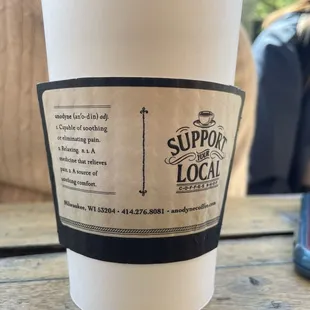 anodyne (an'o-din) adj.
1. Capable of soothing
or eliminating pain.
2. Relaxing. n. 1. A
medicine that relieves
pain. 2. A source of
soothing comfort.
SUPPORT
YOUR
LOCAL
COFFEE SHOP
Milwaukee, WI 53204 • 414.276.8081 • anodynecoffee.com